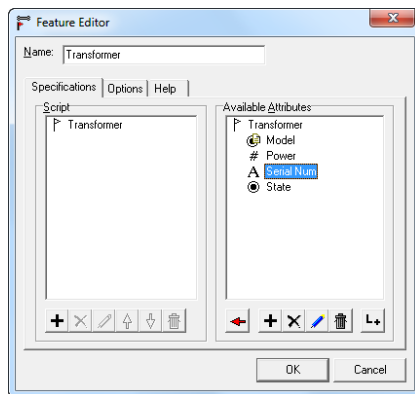 Feature Editor
Name: Transformer
Specifications Options Help
Script
Transformer
Available Attributes
Transformer
Model
# Power
A Serial Num
State
OK Cancel